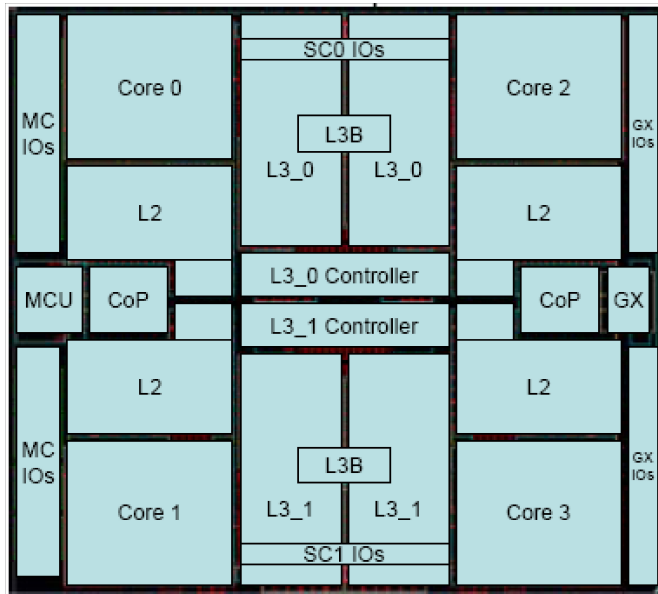 SC0 IOs
Core 0
Core 2
MC
IOs
GX
IOs
L3B
L3_0
L3_0
L2
L2
L3_0 Controller
MCU
CoP
CoP
GX
L3_1 Controller
L2
L2
MC
IOs
GX
IOs
L3B
L3_1
L3_1
Core 1
Core 3
SC1 IOs